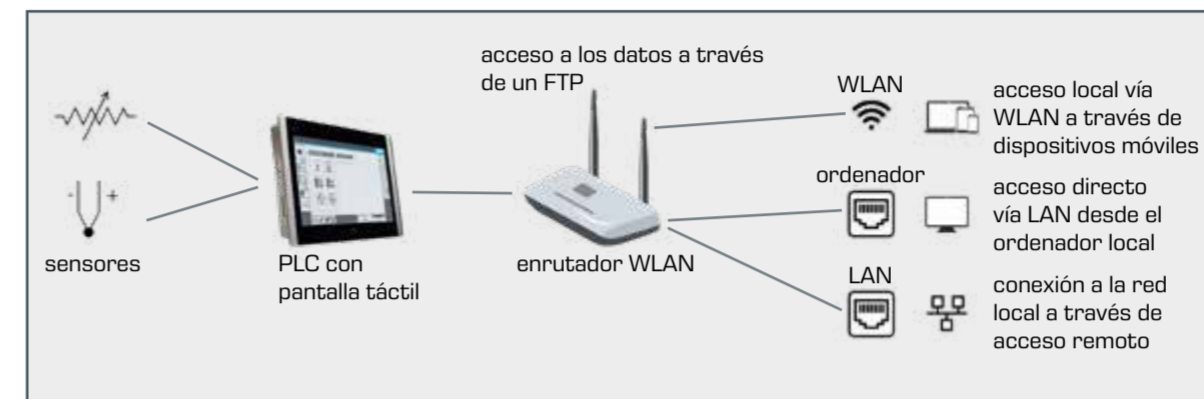 acceso a los datos a través
de un FTP
sensores
PLC con
pantalla táctil
enrutador WLAN
WLAN
acceso local vía
WLAN a través de
dispositivos móviles
ordenador
acceso directo
vía LAN desde el
ordenador local
LAN
conexión a la red
local a través de
acceso remoto